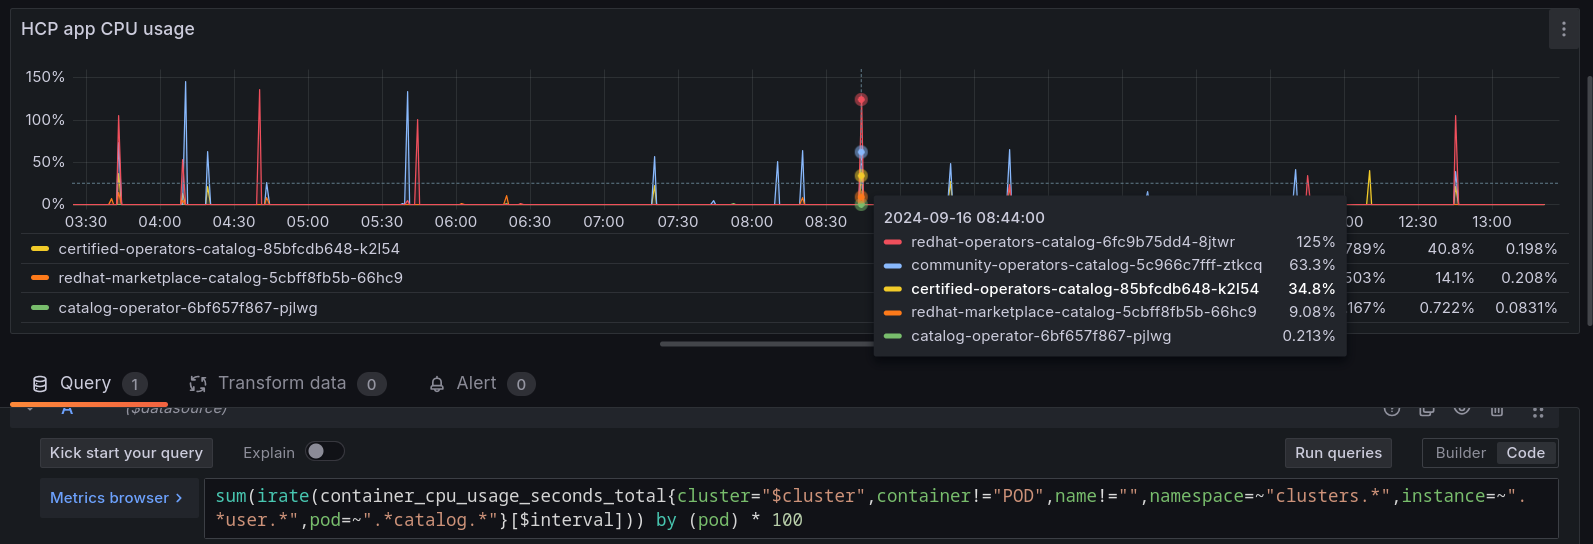 HCP app CPU usage
150%
100%
50%
0%
03:30 04:00 04:30 05:00 05:30 06:00 06:30 07:00 07:30 08:00 08:30 12:30 13:00
2024-09-16 08:44:00
redhat-operators-catalog-6fc9b75dd4-8jtwr 125%
community-operators-catalog-5c966c7fff-ztkcq 63.3%
certified-operators-catalog-85bfcdb648-k2l54 34.8%
redhat-marketplace-catalog-5cbff8fb5b-66hc9 9.08%
catalog-operator-6bf657f867-pjlwg 0.213%
certified-operators-catalog-85bfcdb648-k2l54 789% 40.8% 0.198%
redhat-marketplace-catalog-5cbff8fb5b-66hc9 503% 14.1% 0.208%
catalog-operator-6bf657f867-pjlwg .167% 0.722% 0.0831%
Query 1 Transform data 0 Alert 0
A ($datasource)
Kick start your query Explain Run queries Builder Code
Metrics browser >
sum(irate(container_cpu_usage_seconds_total{cluster="$cluster",container!="POD",name!="",namespace=~"clusters.*",instance=~".
*user.*",pod=~".*catalog.*"}[$interval])) by (pod) * 100